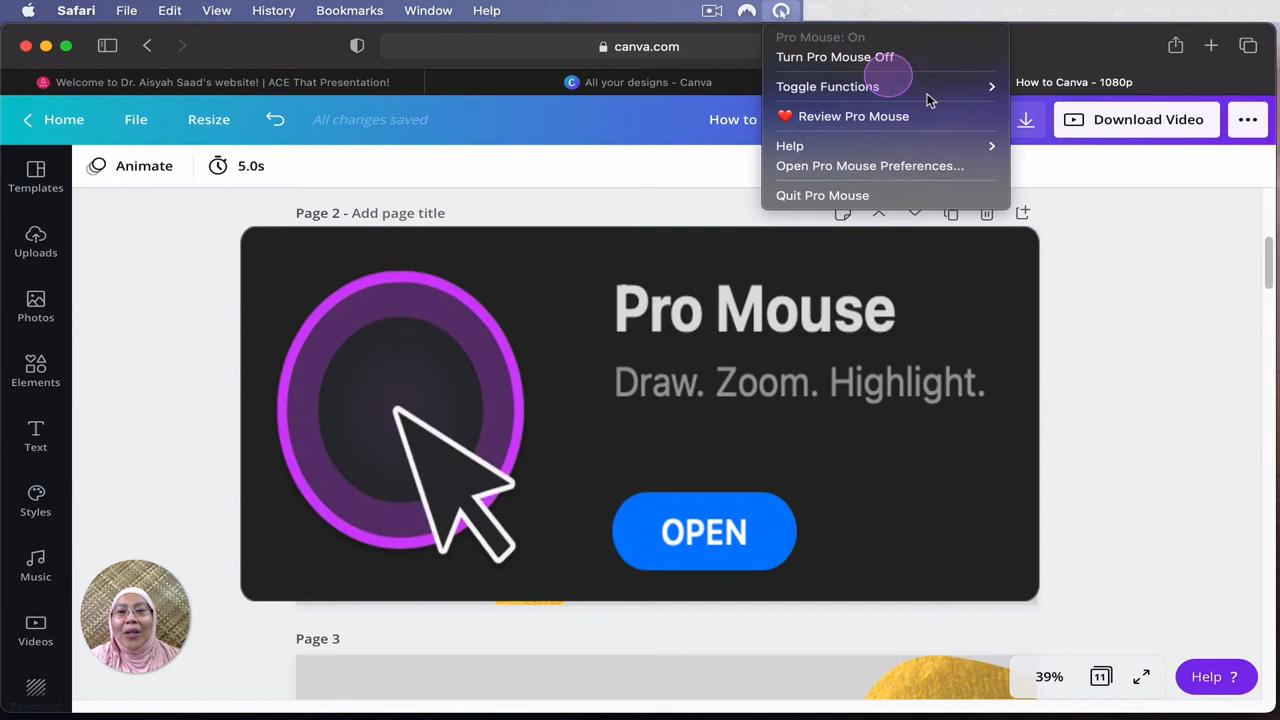 Safari File Edit View History Bookmarks Window Help
canva.com
Welcome to Dr. Aisyah Saad's website! | ACE That Presentation!
All your designs - Canva
How to Canva - 1080p
Home File Resize All changes saved How to
Download Video
Animate 5.0s
Pro Mouse: On
Turn Pro Mouse Off
Toggle Functions
❤️ Review Pro Mouse
Help
Open Pro Mouse Preferences...
Quit Pro Mouse
Templates
Uploads
Photos
Elements
Text
Styles
Music
Videos
Page 2 - Add page title
Pro Mouse
Draw. Zoom. Highlight.
OPEN
Page 3
39%
11
Help ?